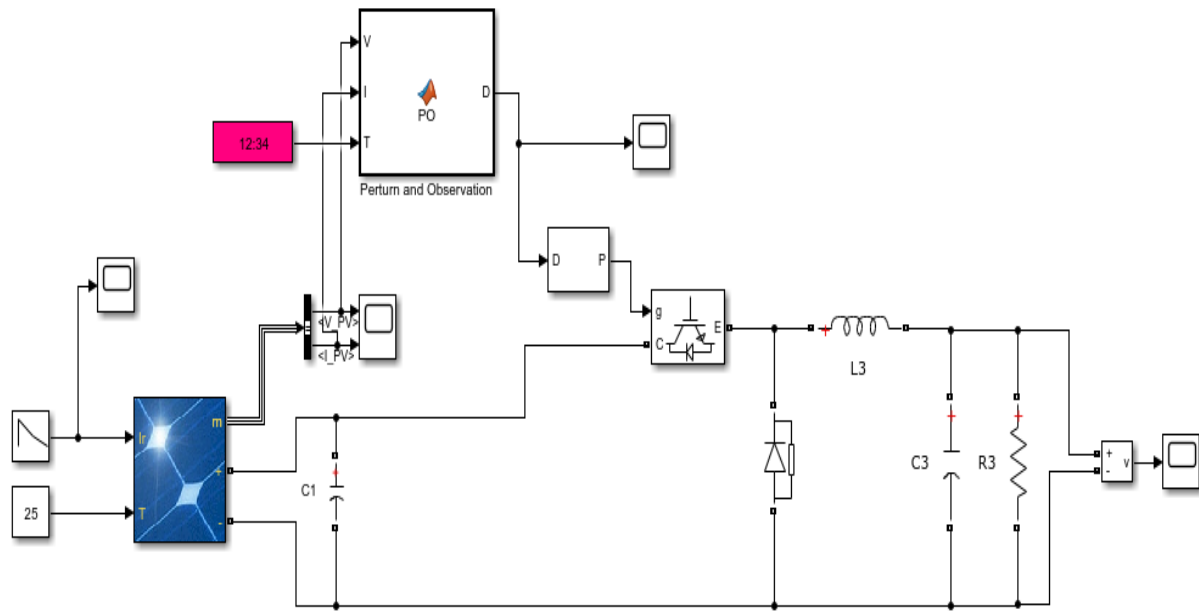 V
I
D
PO
T
12:34
Perturn and Observation
D
P
g
E
C
<V_PV>
<I_PV>
L3
m
Ir
+
+
+
+
C3
R3
+
-
v
+
C1
25
T
-